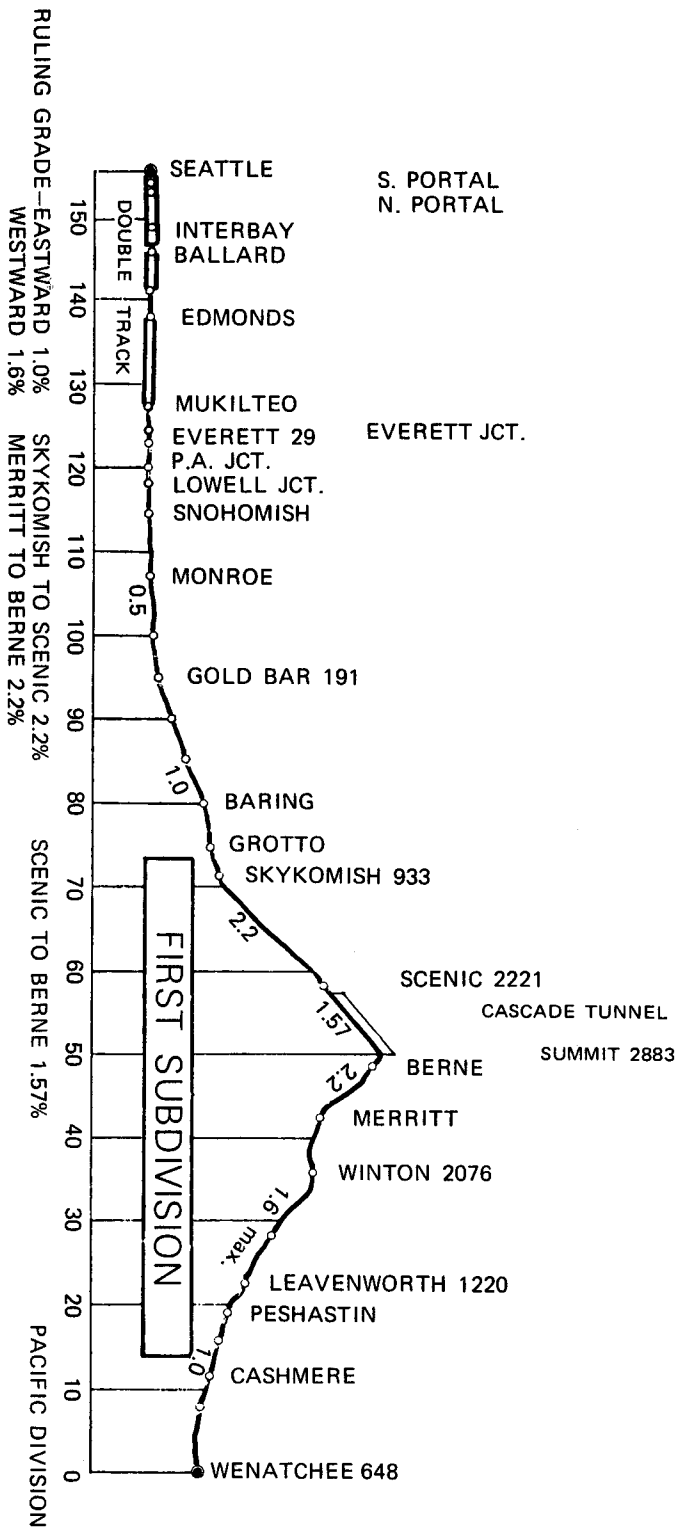 RULING GRADE—EASTWARD 1.0% SKYKOMISH TO SCENIC 2.2% SCENIC TO BERNE 1.57% PACIFIC DIVISION
WESTWARD 1.6% MERRITT TO BERNE 2.2%
SEATTLE
S. PORTAL
N. PORTAL
INTERBAY
BALLARD
EDMONDS
MUKILTEO
EVERETT 29
EVERETT JCT.
P.A. JCT.
LOWELL JCT.
SNOHOMISH
MONROE
GOLD BAR 191
BARING
GROTTO
SKYKOMISH 933
SCENIC 2221
CASCADE TUNNEL
SUMMIT 2883
BERNE
MERRITT
WINTON 2076
LEAVENWORTH 1220
PESHASTIN
CASHMERE
WENATCHEE 648
DOUBLE TRACK
0.5
1.0
2.2
1.57
2.2
1.6 max.
1.0
FIRST SUBDIVISION
150
140
130
120
110
100
90
80
70
60
50
40
30
20
10
0